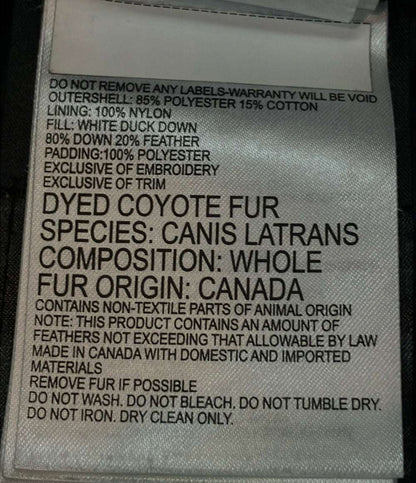 DO NOT REMOVE ANY LABELS-WARRANTY WILL BE VOID
OUTERSHELL: 85% POLYESTER 15% COTTON
LINING: 100% NYLON
FILL: WHITE DUCK DOWN
80% DOWN 20% FEATHER
PADDING:100% POLYESTER
EXCLUSIVE OF EMBROIDERY
EXCLUSIVE OF TRIM
DYED COYOTE FUR
SPECIES: CANIS LATRANS
COMPOSITION: WHOLE
FUR ORIGIN: CANADA
CONTAINS NON-TEXTILE PARTS OF ANIMAL ORIGIN
NOTE: THIS PRODUCT CONTAINS AN AMOUNT OF
FEATHERS NOT EXCEEDING THAT ALLOWABLE BY LAW
MADE IN CANADA WITH DOMESTIC AND IMPORTED
MATERIALS
REMOVE FUR IF POSSIBLE
DO NOT WASH. DO NOT BLEACH. DO NOT TUMBLE DRY.
DO NOT IRON. DRY CLEAN ONLY.